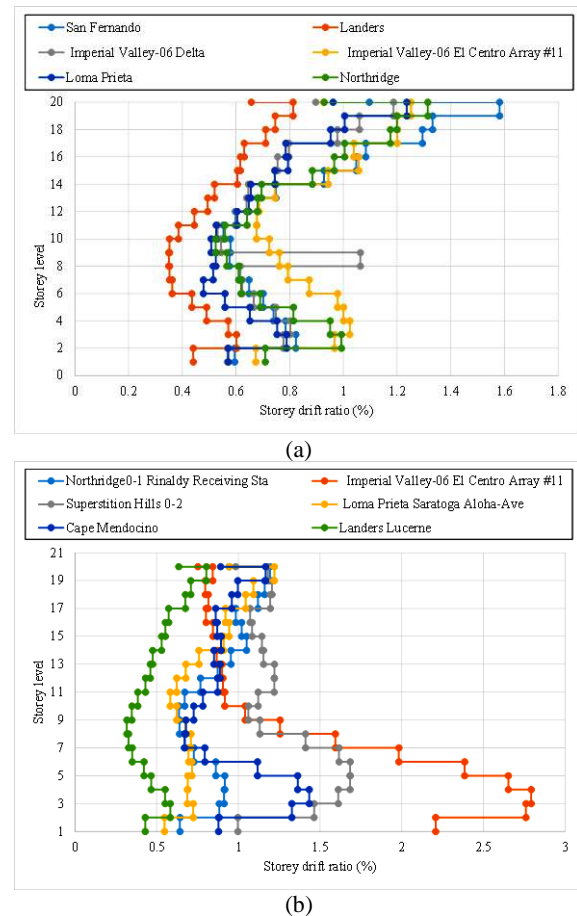 San Fernando Landers
Imperial Valley-06 Delta Imperial Valley-06 El Centro Array #11
Loma Prieta Northridge
20
18
16
14
12
10
8
6
4
2
0
Storey level
0 0.2 0.4 0.6 0.8 1 1.2 1.4 1.6 1.8
Storey drift ratio (%)
(a)
Northridge0-1 Rinaldy Receiving Sta Imperial Valley-06 El Centro Array #11
Superstition Hills 0-2 Loma Prieta Saratoga Aloha-Ave
Cape Mendocino Landers Lucerne
21
19
17
15
13
11
9
7
5
3
1
Storey level
0 0.5 1 1.5 2 2.5 3
Storey drift ratio (%)
(b)